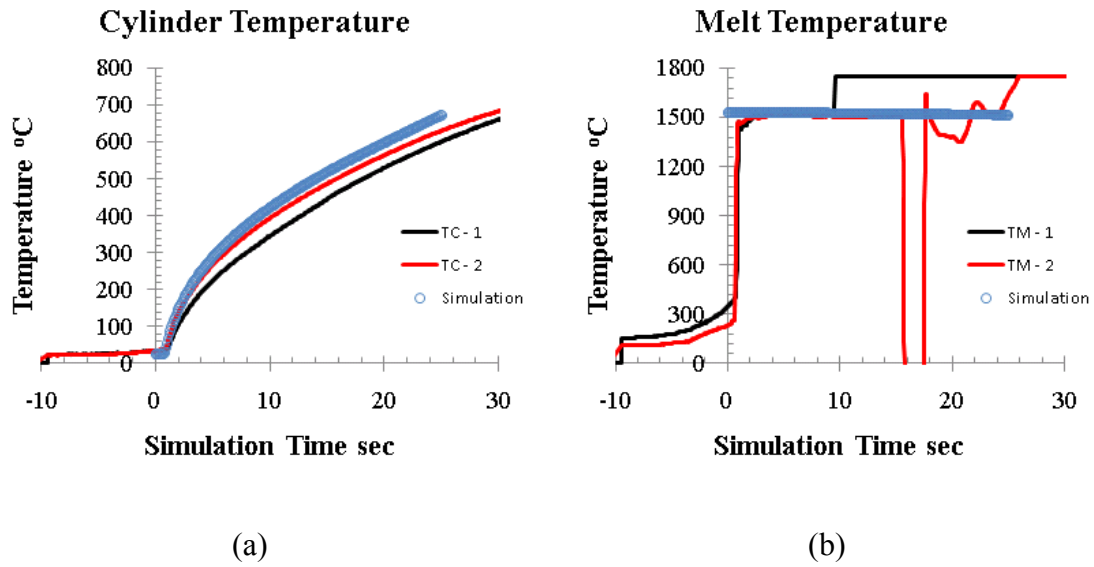 Cylinder Temperature
Temperature ºC
800
700
600
500
400
300
200
100
0
-10 0 10 20 30
Simulation Time sec
TC - 1
TC - 2
Simulation
(a)
Melt Temperature
Temperature ºC
1800
1500
1200
900
600
300
0
-10 0 10 20 30
Simulation Time sec
TM - 1
TM - 2
Simulation
(b)